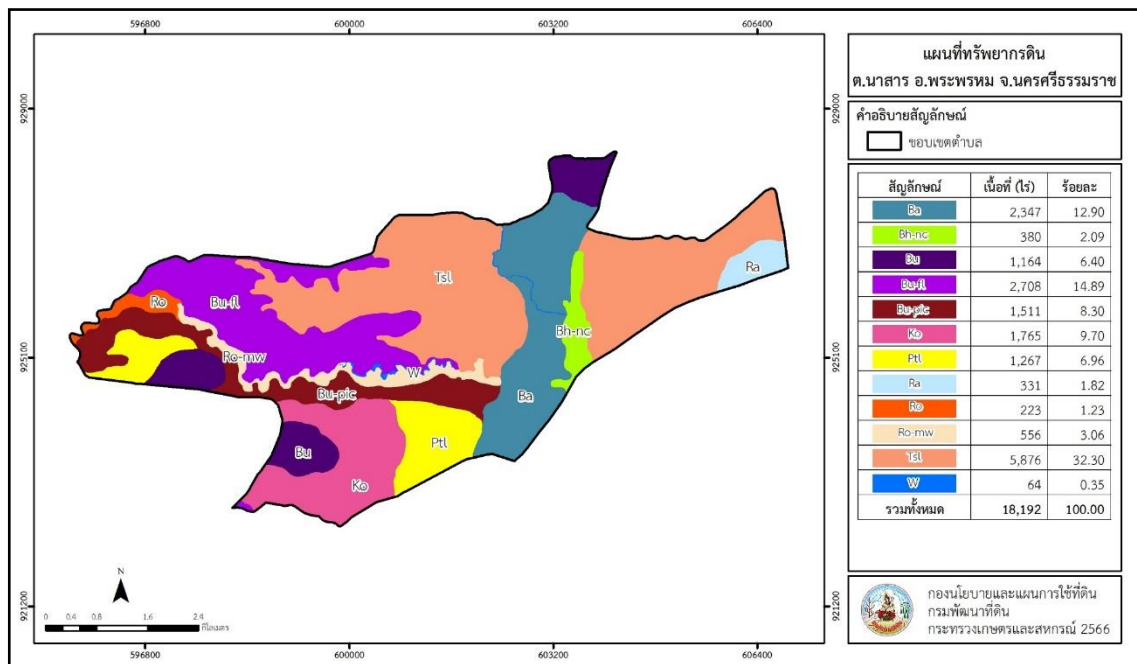 596800 600000 603200 606400
929000 929000
925100 925100
921200 921200
Ra
Tsl
Bu-fl
Ro
Bh-nc
Ro-mw
W
Bu-pic
Ba
Ptl
Bu
Ko
N
0 0.4 0.8 1.6 2.4
กิโลเมตร
596800 600000 603200 606400
แผนที่ทรัพยากรดิน
ต.นาสาร อ.พระพรหม จ.นครศรีธรรมราช
คำอธิบายสัญลักษณ์
ขอบเขตตำบล
สัญลักษณ์ เนื้อที่ (ไร่) ร้อยละ
Ba 2,347 12.90
Bh-nc 380 2.09
Bu 1,164 6.40
Bu-fl 2,708 14.89
Bu-pic 1,511 8.30
Ko 1,765 9.70
Ptl 1,267 6.96
Ra 331 1.82
Ro 223 1.23
Ro-mw 556 3.06
Tsl 5,876 32.30
W 64 0.35
รวมทั้งหมด 18,192 100.00
กองนโยบายและแผนการใช้ที่ดิน
กรมพัฒนาที่ดิน
กระทรวงเกษตรและสหกรณ์ 2566